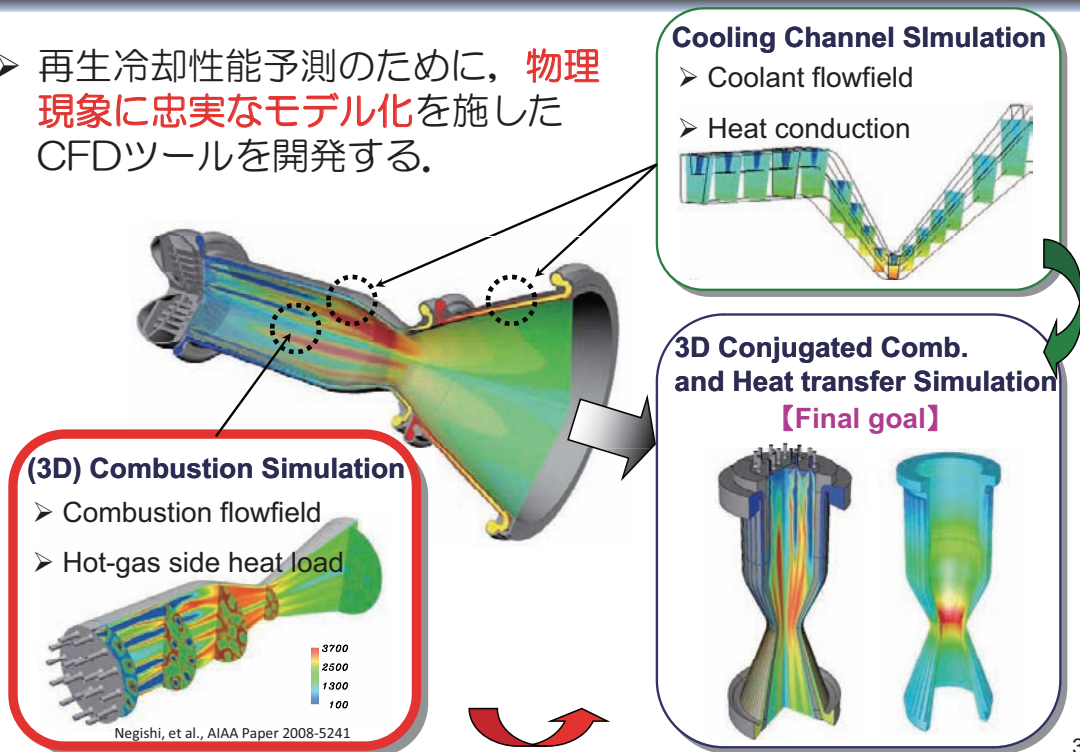 ➢ 再生冷却性能予測のために，物理
現象に忠実なモデル化を施した
CFDツールを開発する．
Cooling Channel SImulation
➢ Coolant flowfield
➢ Heat conduction
3D Conjugated Comb.
and Heat transfer Simulation
【Final goal】
(3D) Combustion Simulation
➢ Combustion flowfield
➢ Hot-gas side heat load
3700
2500
1300
100
Negishi, et al., AIAA Paper 2008-5241
3